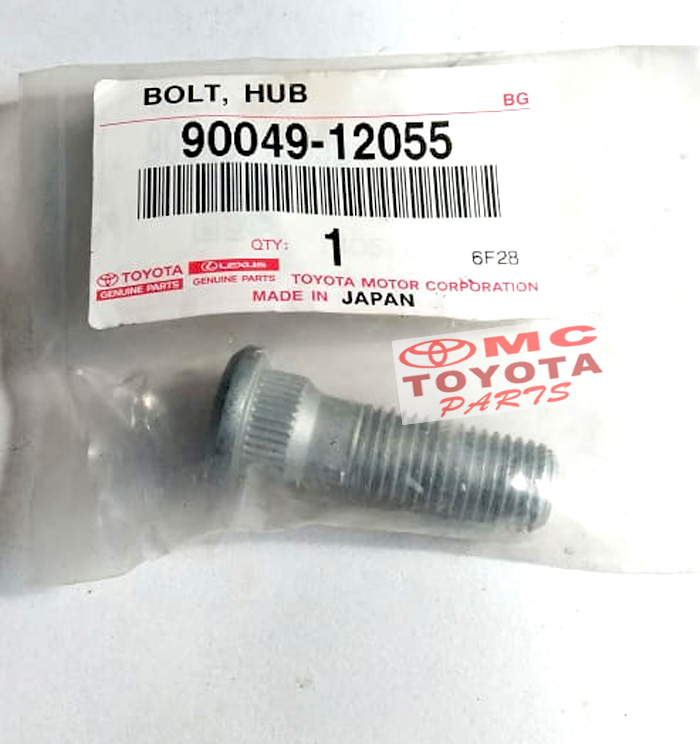 BOLT, HUB
BG
90049-12055
QTY: 1 6F28
TOYOTA LEXUS
GENUINE PARTS GENUINE PARTS TOYOTA MOTOR CORPORATION
MADE IN JAPAN
MC
TOYOTA
PARTS